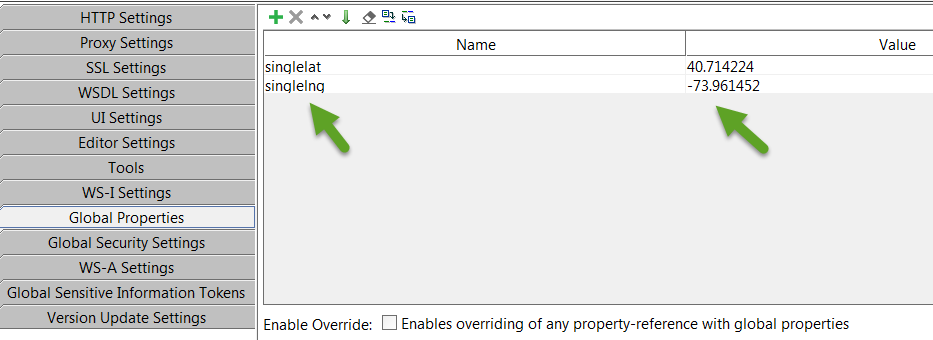 HTTP Settings
Proxy Settings
SSL Settings
WSDL Settings
UI Settings
Editor Settings
Tools
WS-I Settings
Global Properties
Global Security Settings
WS-A Settings
Global Sensitive Information Tokens
Version Update Settings
Name Value
singlelat 40.714224
singlelng -73.961452
Enable Override: Enables overriding of any property-reference with global properties